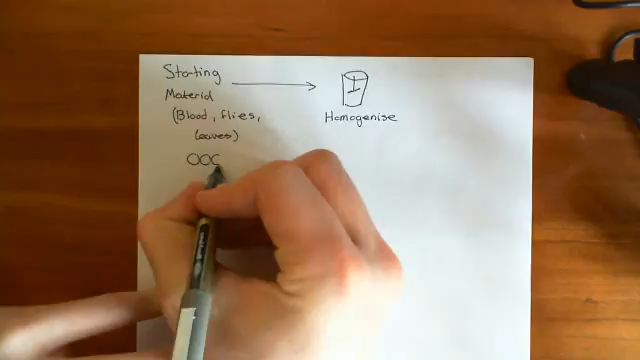 Starting
Material
(Blood, flies,
leaves)
Homogenise